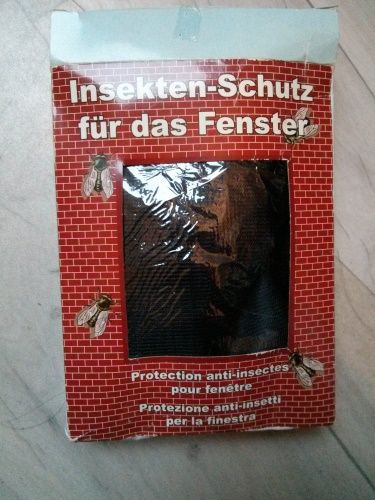 Insekten-Schutz
für das Fenster
Protection anti-insectes
pour fenêtre
Protezione anti-insetti
per la finestra